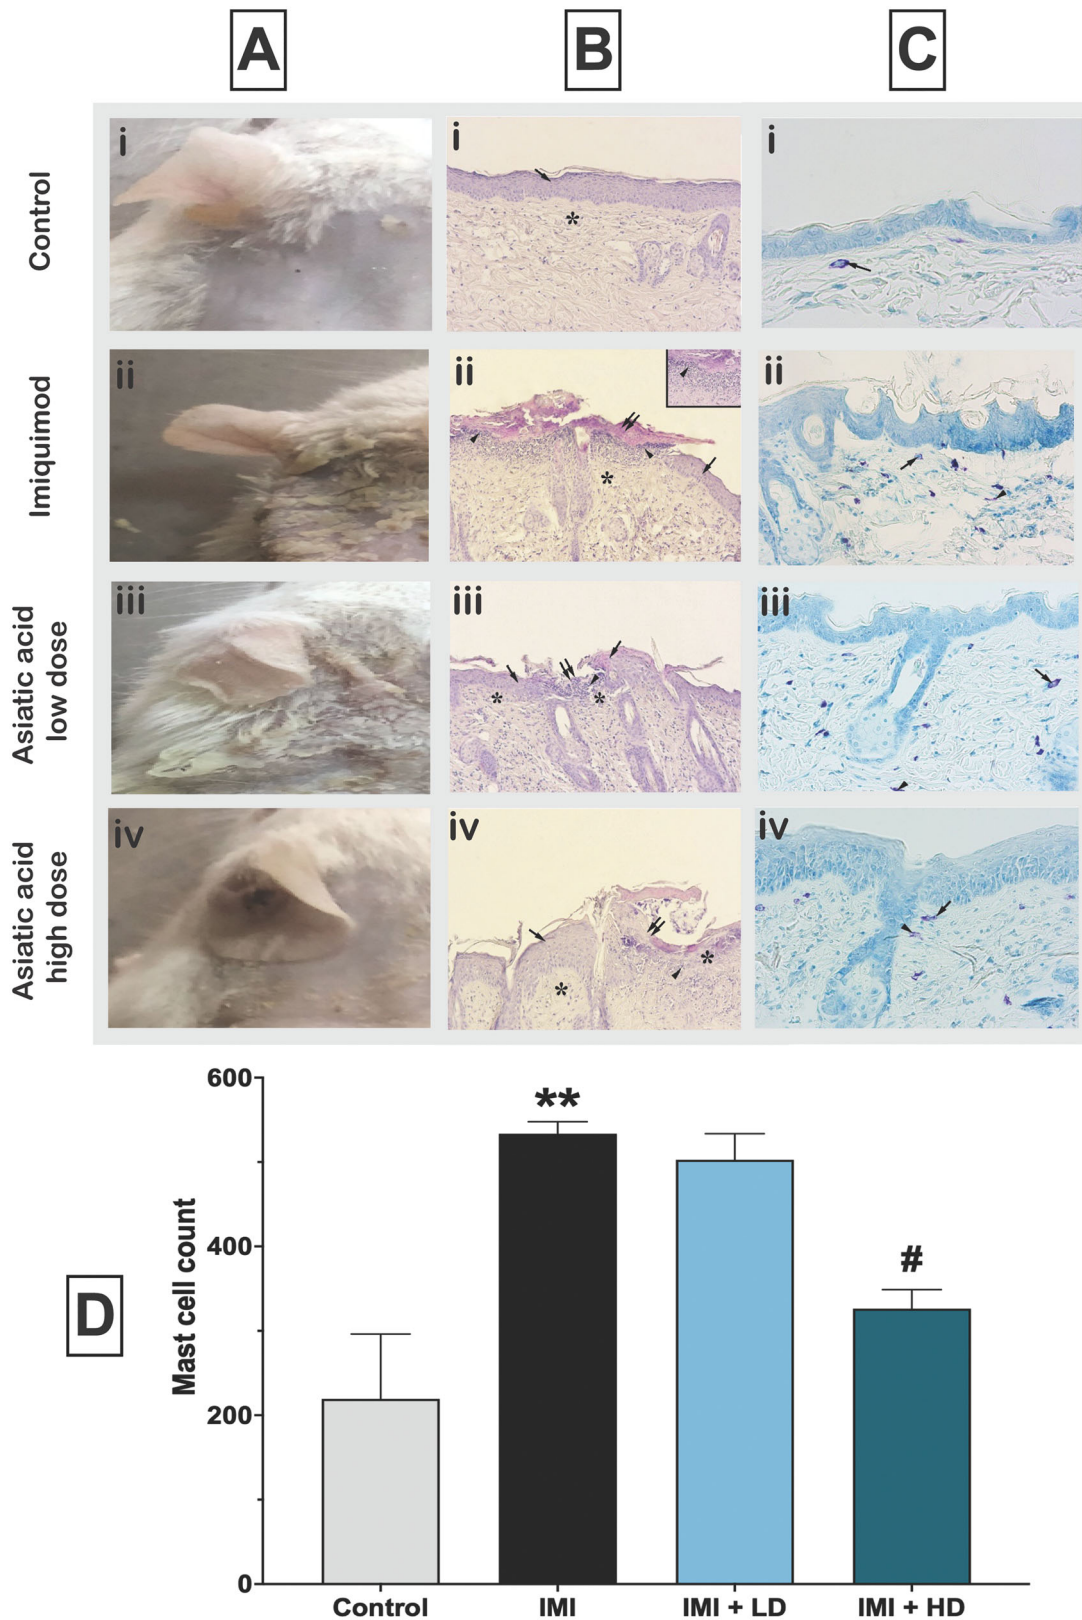 A B C
Control
i i i
Imiquimod
ii ii ii
Asiatic acid
low dose
iii iii iii
Asiatic acid
high dose
iv iv iv
D
Mast cell count
600
400
200
0
**
#
Control IMI IMI + LD IMI + HD